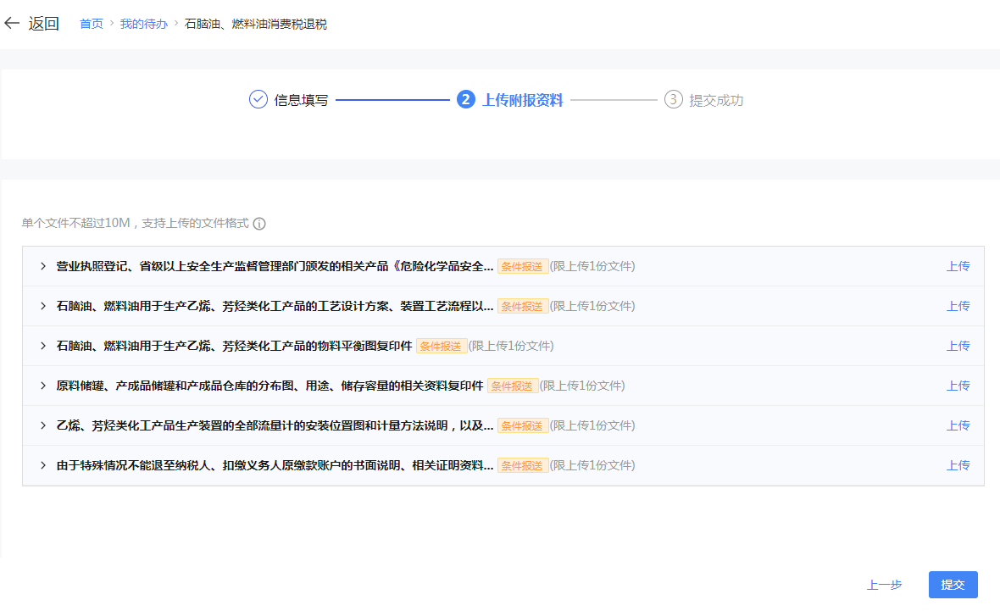 ← 返回 首页 > 我的待办 > 石脑油、燃料油消费税退税
信息填写 2 上传附报资料 3 提交成功
单个文件不超过10M，支持上传的文件格式
营业执照登记、省级以上安全生产监督管理部门颁发的相关产品《危险化学品安全... 条件报送 (限上传1份文件) 上传
石脑油、燃料油用于生产乙烯、芳烃类化工产品的工艺设计方案、装置工艺流程以... 条件报送 (限上传1份文件) 上传
石脑油、燃料油用于生产乙烯、芳烃类化工产品的物料平衡图复印件 条件报送 (限上传1份文件) 上传
原料储罐、产成品储罐和产成品仓库的分布图、用途、储存容量的相关资料复印件 条件报送 (限上传1份文件) 上传
乙烯、芳烃类化工产品生产装置的全部流量计的安装位置图和计量方法说明，以及... 条件报送 (限上传1份文件) 上传
由于特殊情况不能退至纳税人、扣缴义务人原缴款账户的书面说明、相关证明资料... 条件报送 (限上传1份文件) 上传
上一步 提交